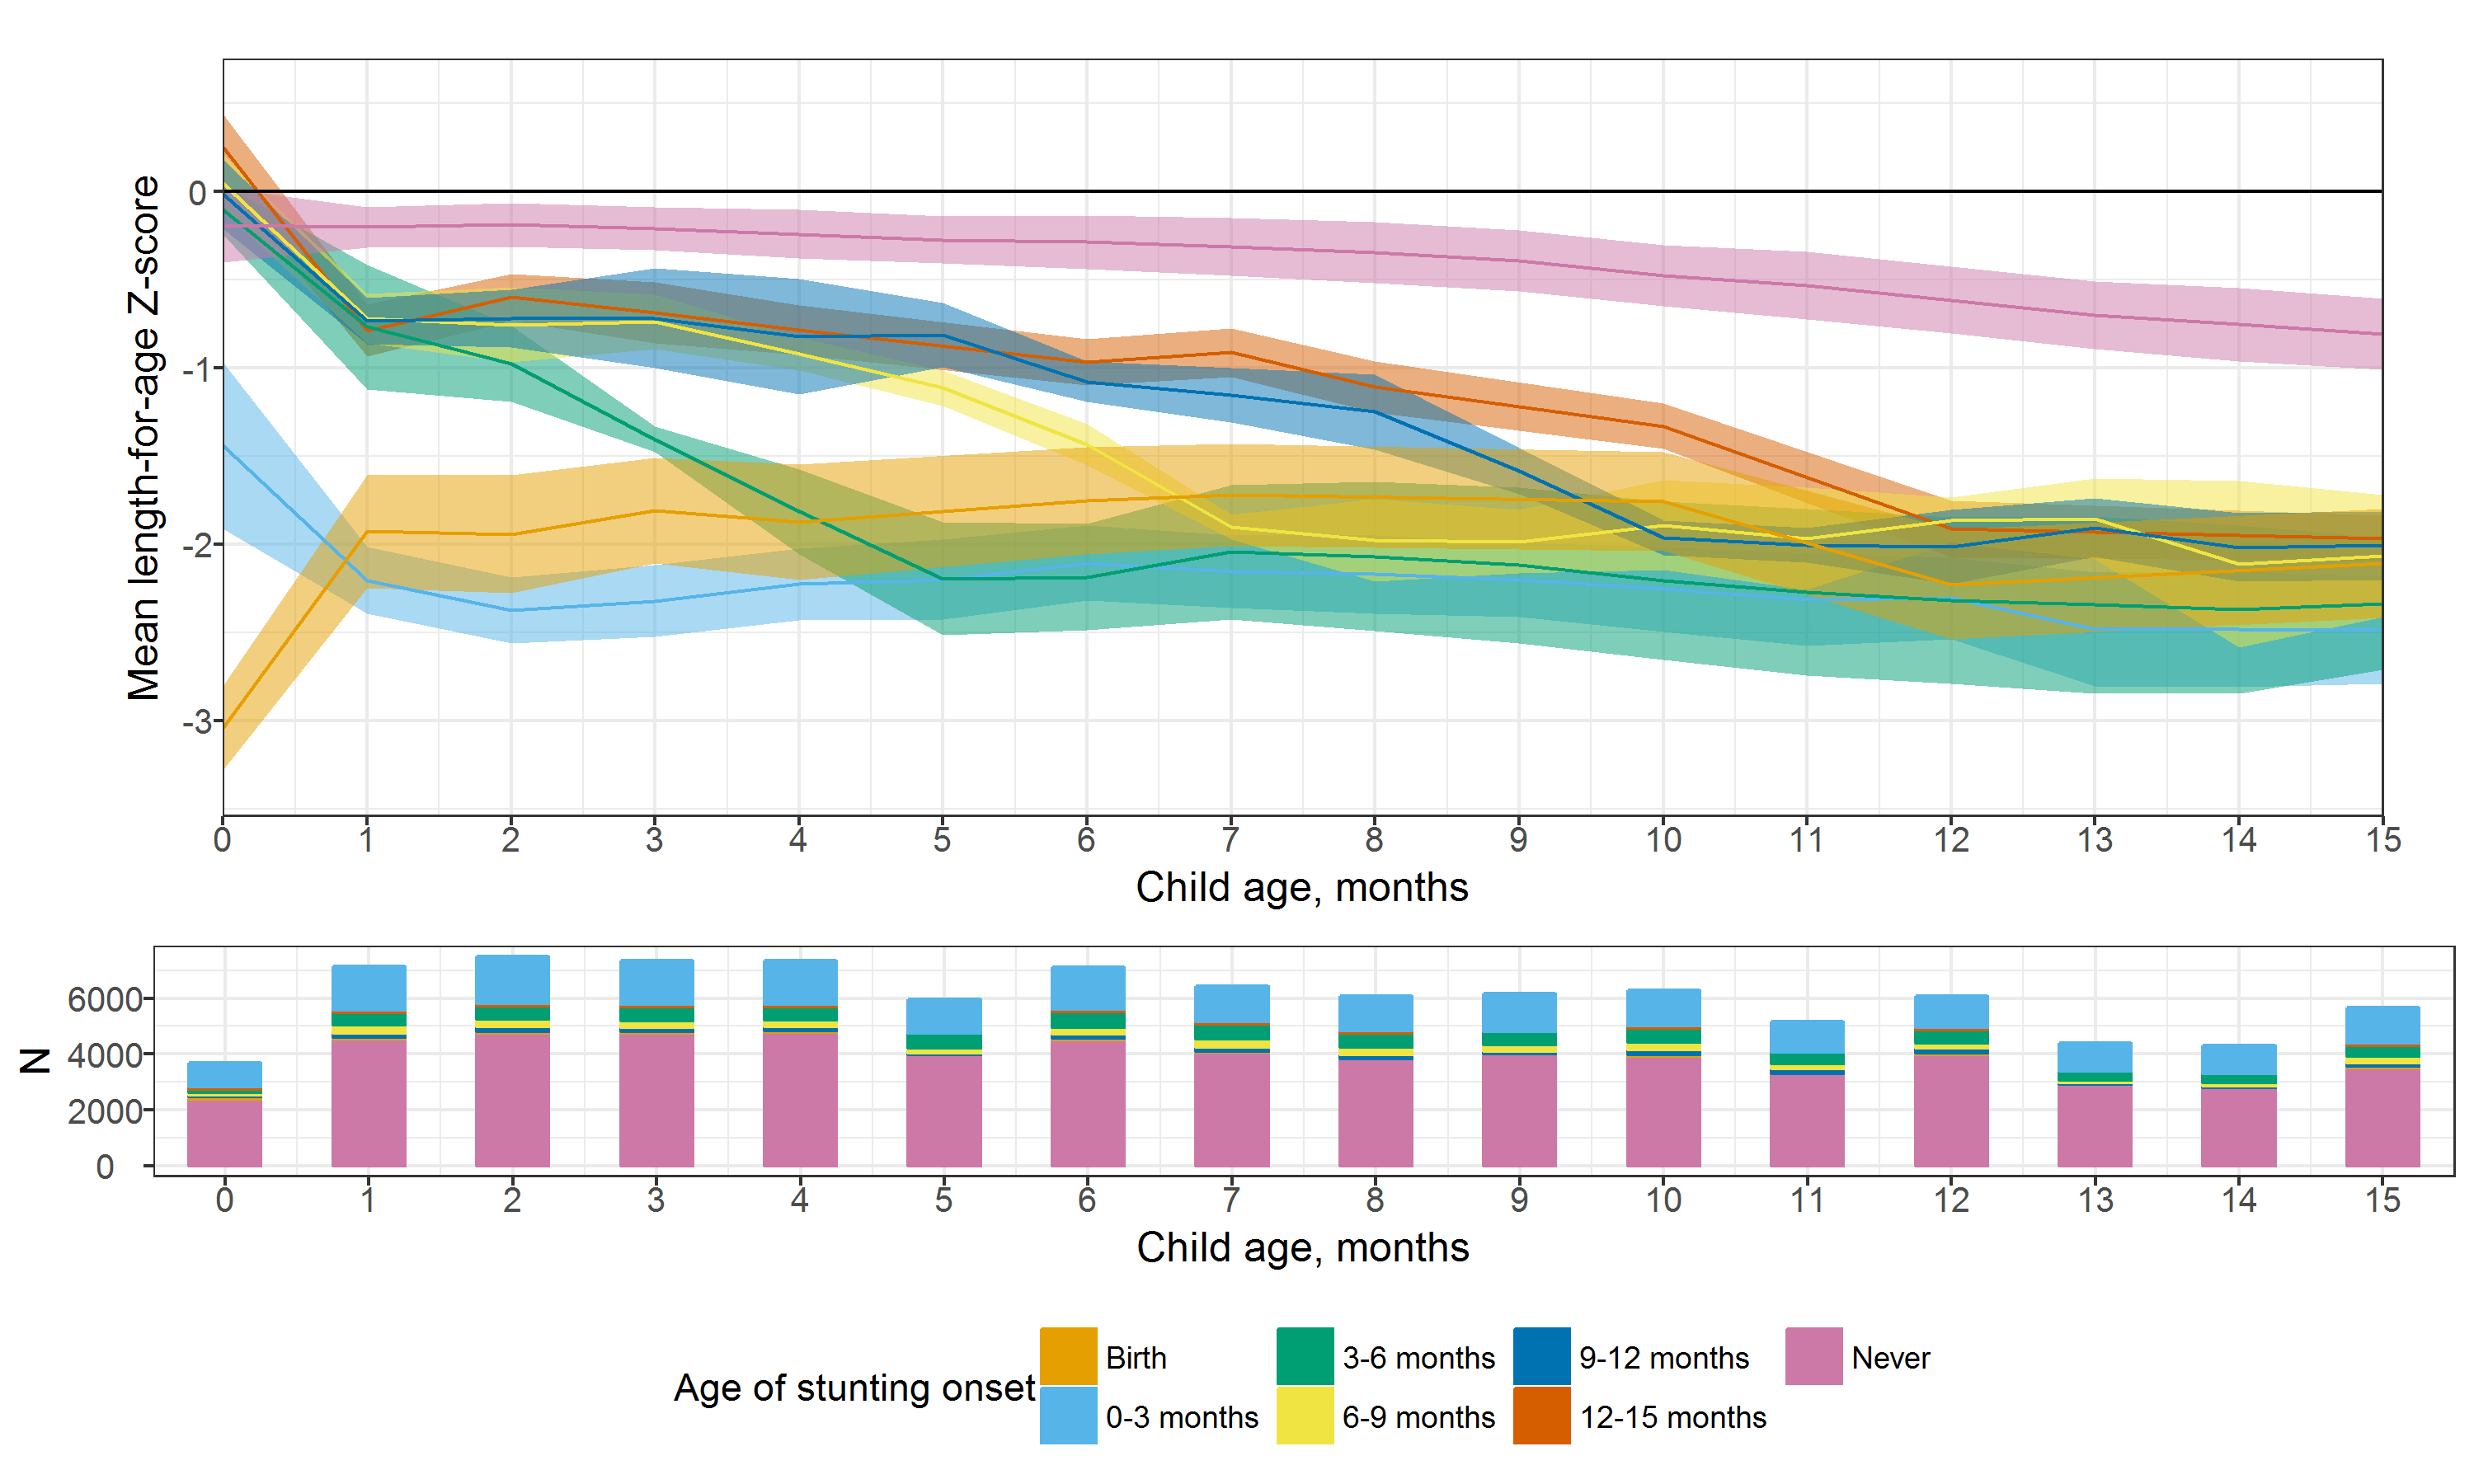 Mean length-for-age Z-score
0
-1
-2
-3
0 1 2 3 4 5 6 7 8 9 10 11 12 13 14 15
Child age, months
N
6000
4000
2000
0
0 1 2 3 4 5 6 7 8 9 10 11 12 13 14 15
Child age, months
Age of stunting onset
Birth 3-6 months 9-12 months Never
0-3 months 6-9 months 12-15 months